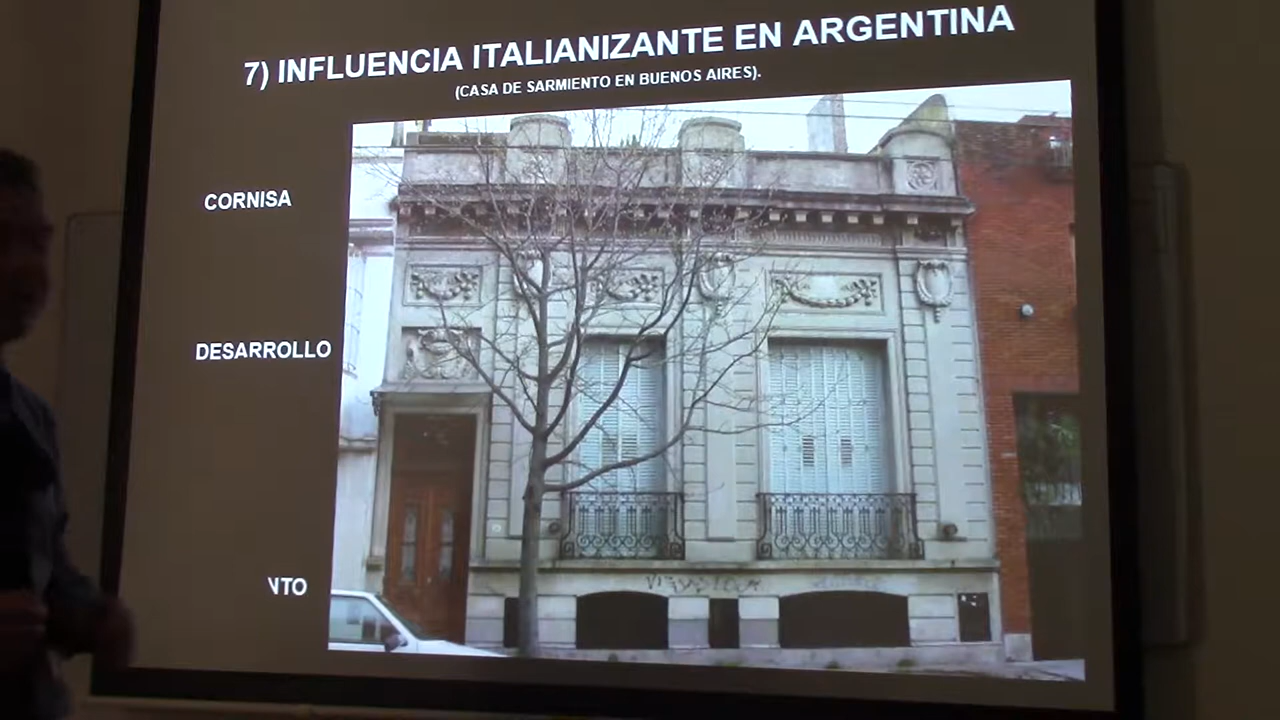 7) INFLUENCIA ITALIANIZANTE EN ARGENTINA
(CASA DE SARMIENTO EN BUENOS AIRES).
CORNISA
DESARROLLO
NTO